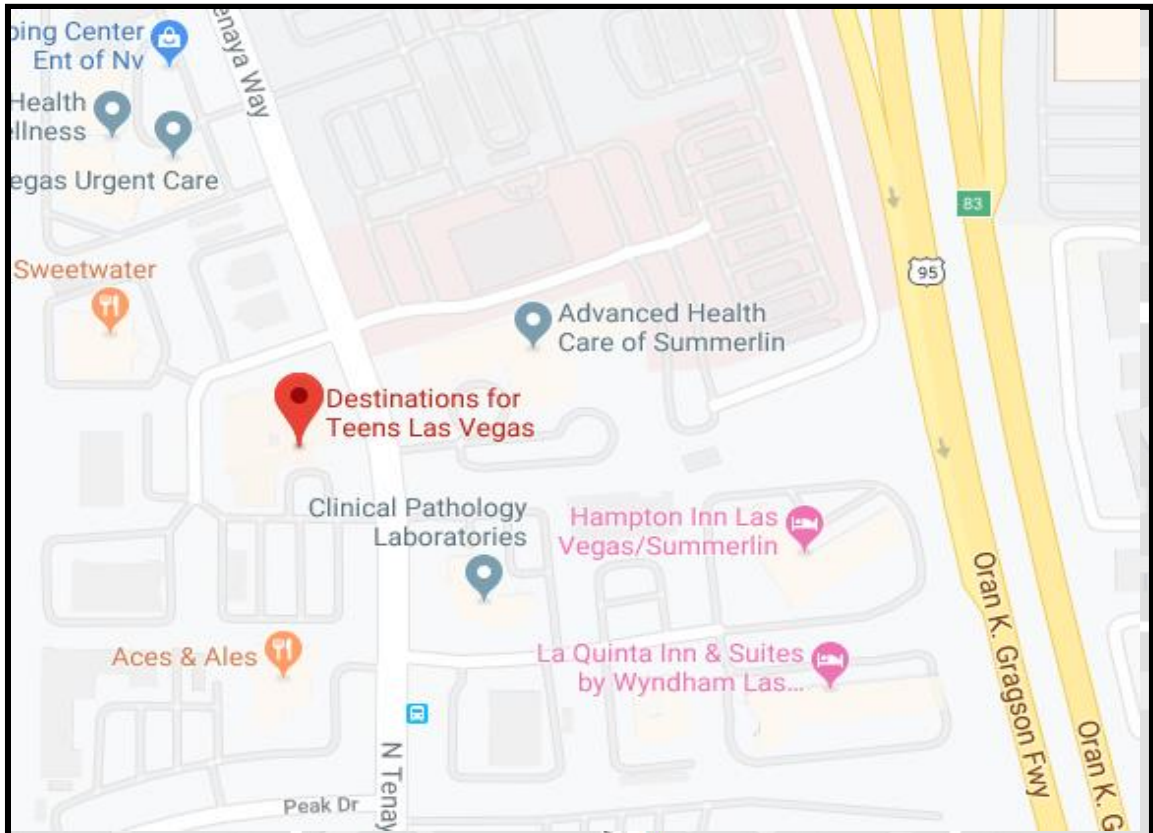 ping Center
Ent of Nv
enaya Way
Health
llness
egas Urgent Care
83
Sweetwater
95
Advanced Health
Care of Summerlin
Destinations for
Teens Las Vegas
Clinical Pathology
Laboratories
Hampton Inn Las
Vegas/Summerlin
Oran K. Gragson Fwy
Aces & Ales
La Quinta Inn & Suites
by Wyndham Las...
Oran K. G
N Tenay
Peak Dr